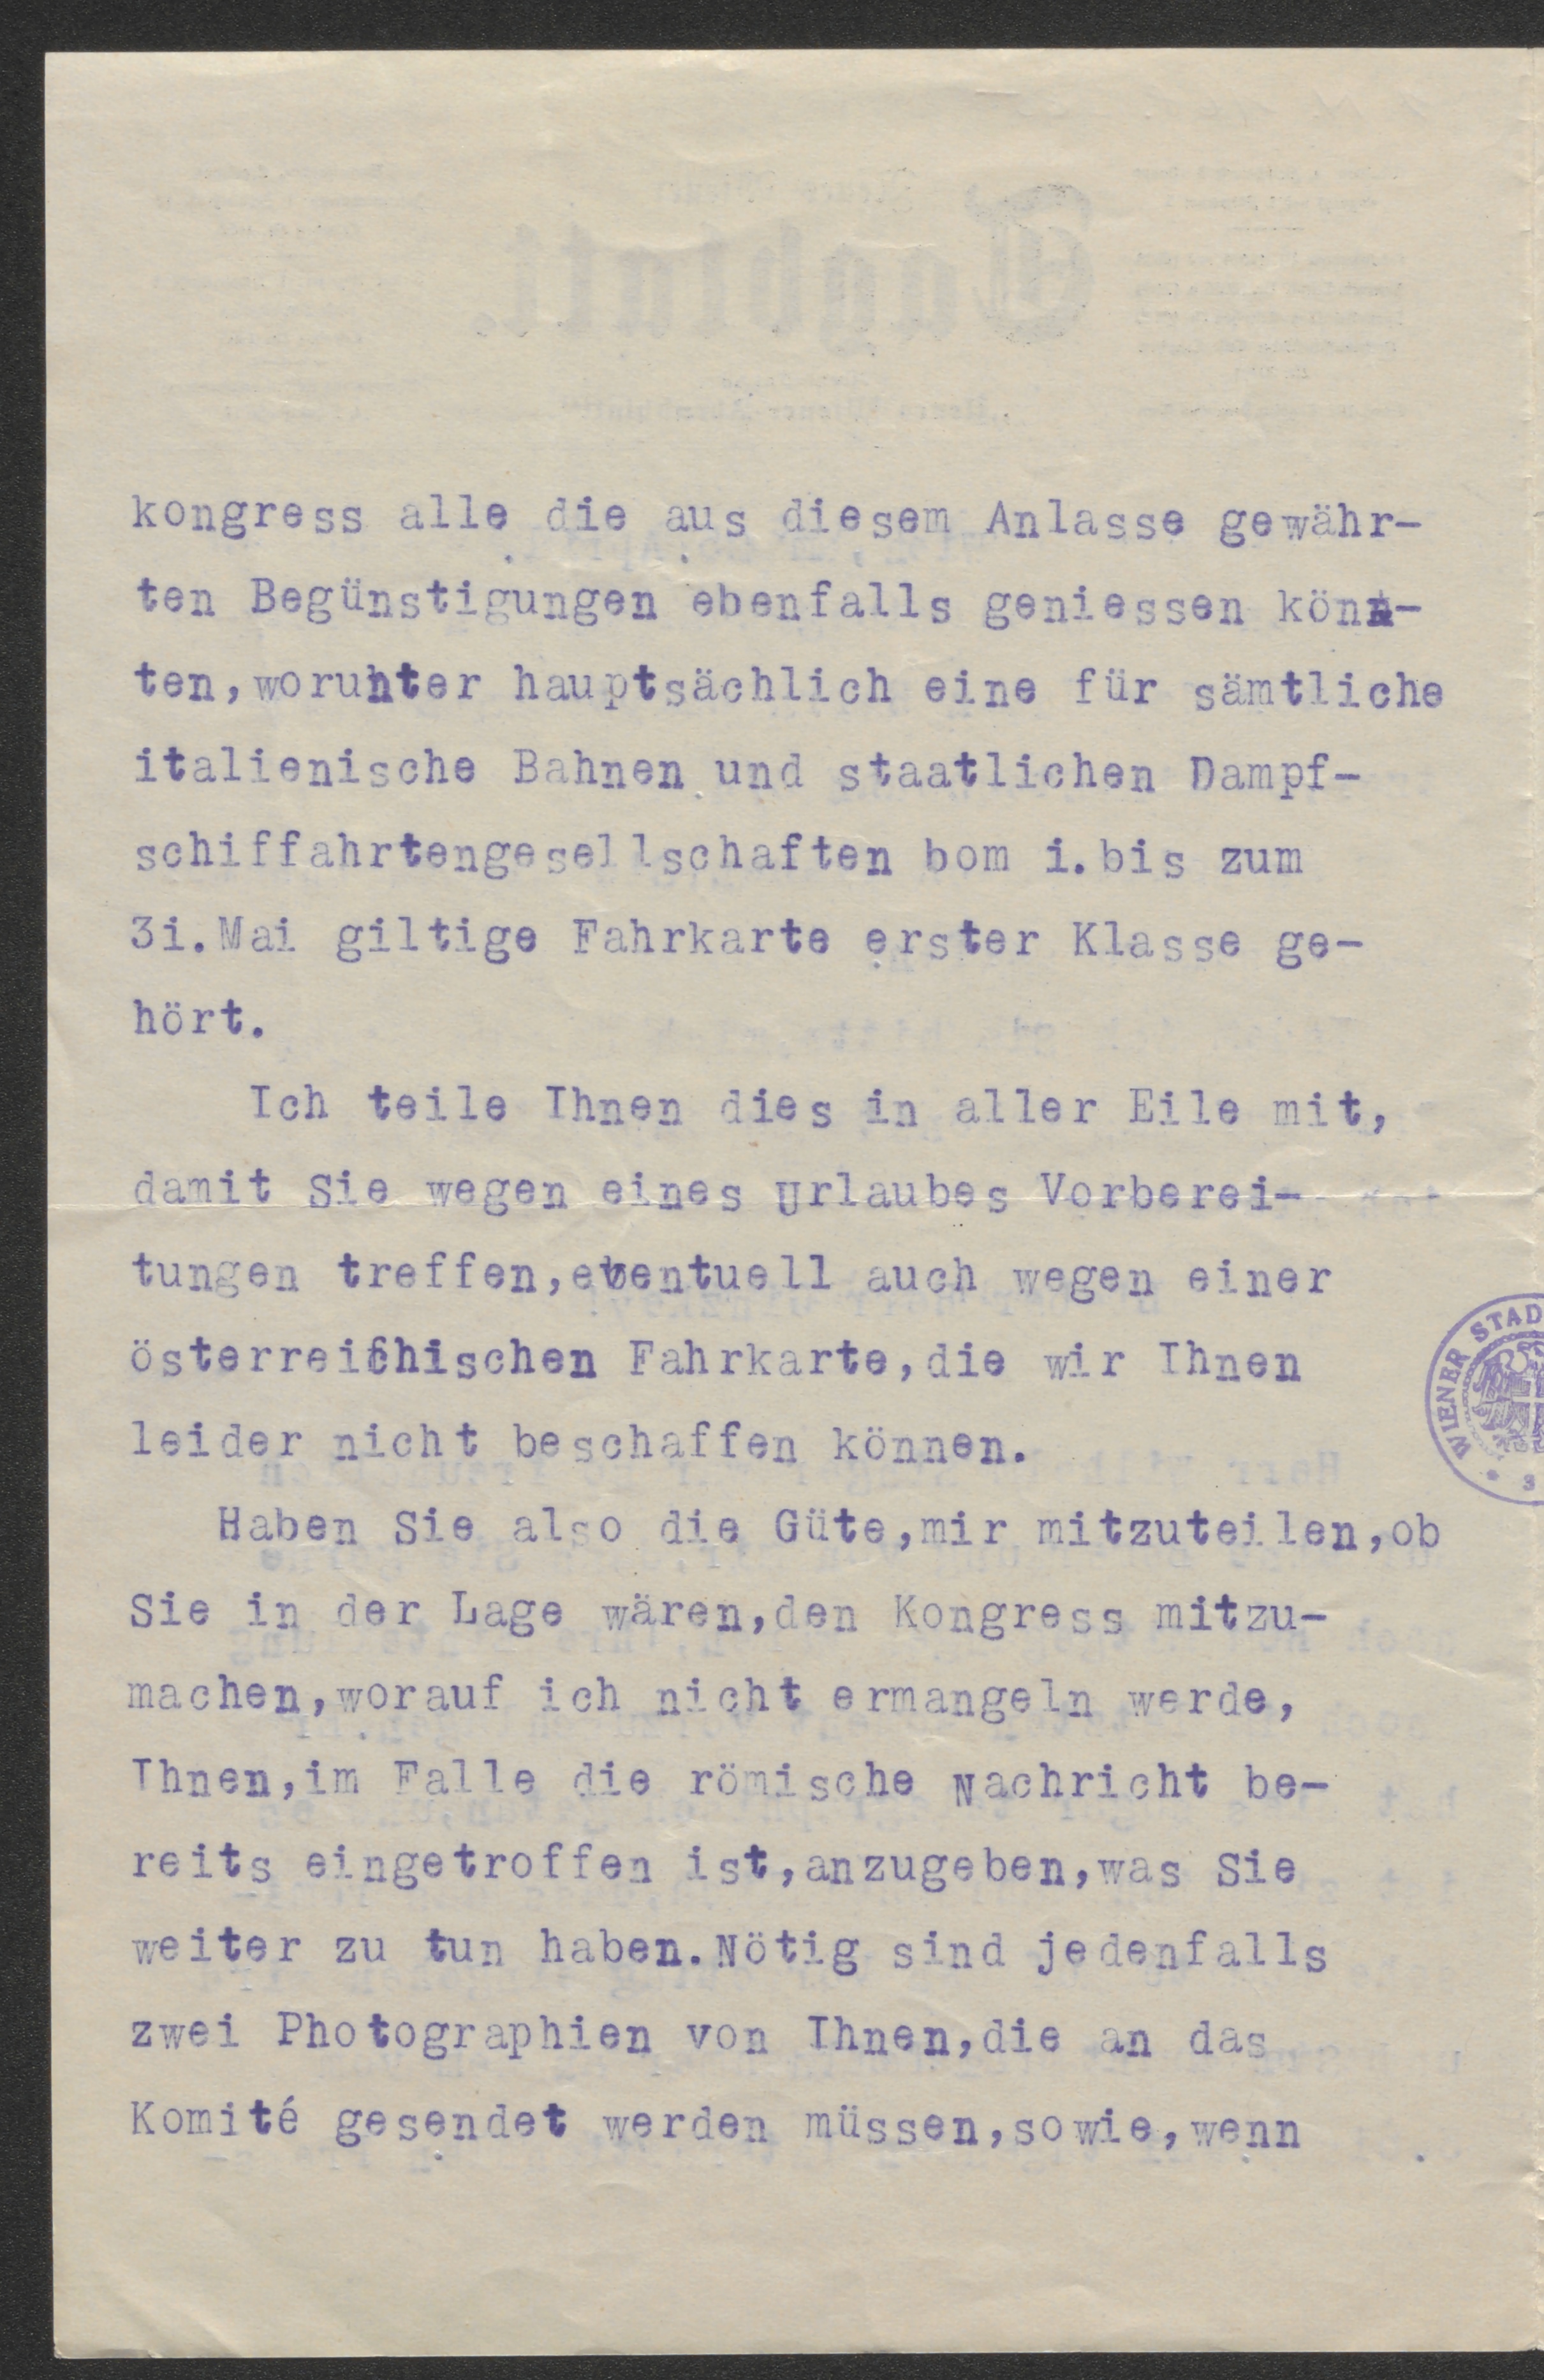 Tagblatt.
kongress alle die aus diesem Anlasse gewähr-
ten Begünstigungen ebenfalls geniessen könn-
ten,worunter hauptsächlich eine für sämtliche
italienische Bahnen und staatlichen Dampf-
schiffahrtengesellschaften bom i.bis zum
3i.Mai giltige Fahrkarte erster Klasse ge-
hört.
Ich teile Ihnen dies in aller Eile mit,
damit Sie wegen eines Urlaubes Vorberei-
tungen treffen,eventuell auch wegen einer
österreichischen Fahrkarte,die wir Ihnen
leider nicht beschaffen können.
Haben Sie also die Güte,mir mitzuteilen,ob
Sie in der Lage wären,den Kongress mitzu-
machen,worauf ich nicht ermangeln werde,
Ihnen,im Falle die römische Nachricht be-
reits eingetroffen ist,anzugeben,was Sie
weiter zu tun haben.Nötig sind jedenfalls
zwei Photographien von Ihnen,die an das
Komité gesendet werden müssen,sowie,wenn
WIENER STAD